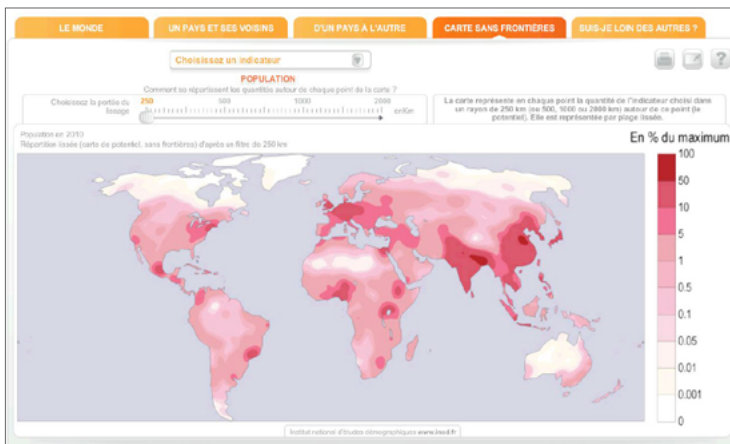 LE MONDE
UN PAYS ET SES VOISINS
D'UN PAYS À L'AUTRE
CARTE SANS FRONTIÈRES
SUIS-JE LOIN DES AUTRES ?
Choisissez un indicateur
?
POPULATION
Comment se répartissent les quantités autour de chaque point de la carte ?
Choisissez la portée du
lissage
250
500
1000
2000
enKm
La carte représente en chaque point la quantité de l'indicateur choisi dans
un rayon de 250 km (ou 500, 1000 ou 2000 km) autour de ce point (le
potentiel). Elle est représentée par plage lissée.
Population en 2010
Répartition lissée (carte de potentiel, sans frontières) d'après un filtre de 250 km
En % du maximum
100
50
10
5
1
0.5
0.1
0.05
0.01
0.001
0
Institut national d'études démographiques www.ined.fr